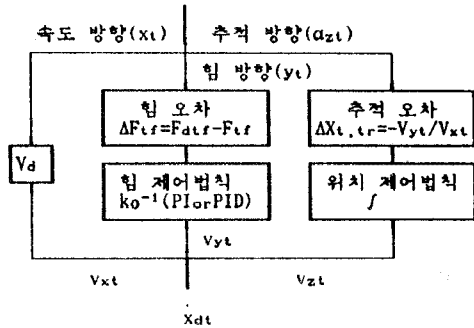 속도 방향(xt) 추적 방향(αzt)
힘 방향(yt)
힘 오차
ΔFtf=Fdtf-Ftf
추적 오차
ΔXt,tr=-Vyt/Vxt
Vd
힘 제어법칙
k0⁻¹(PIorPID)
위치 제어법칙
∫
Vyt
Vxt Vzt
Xdt